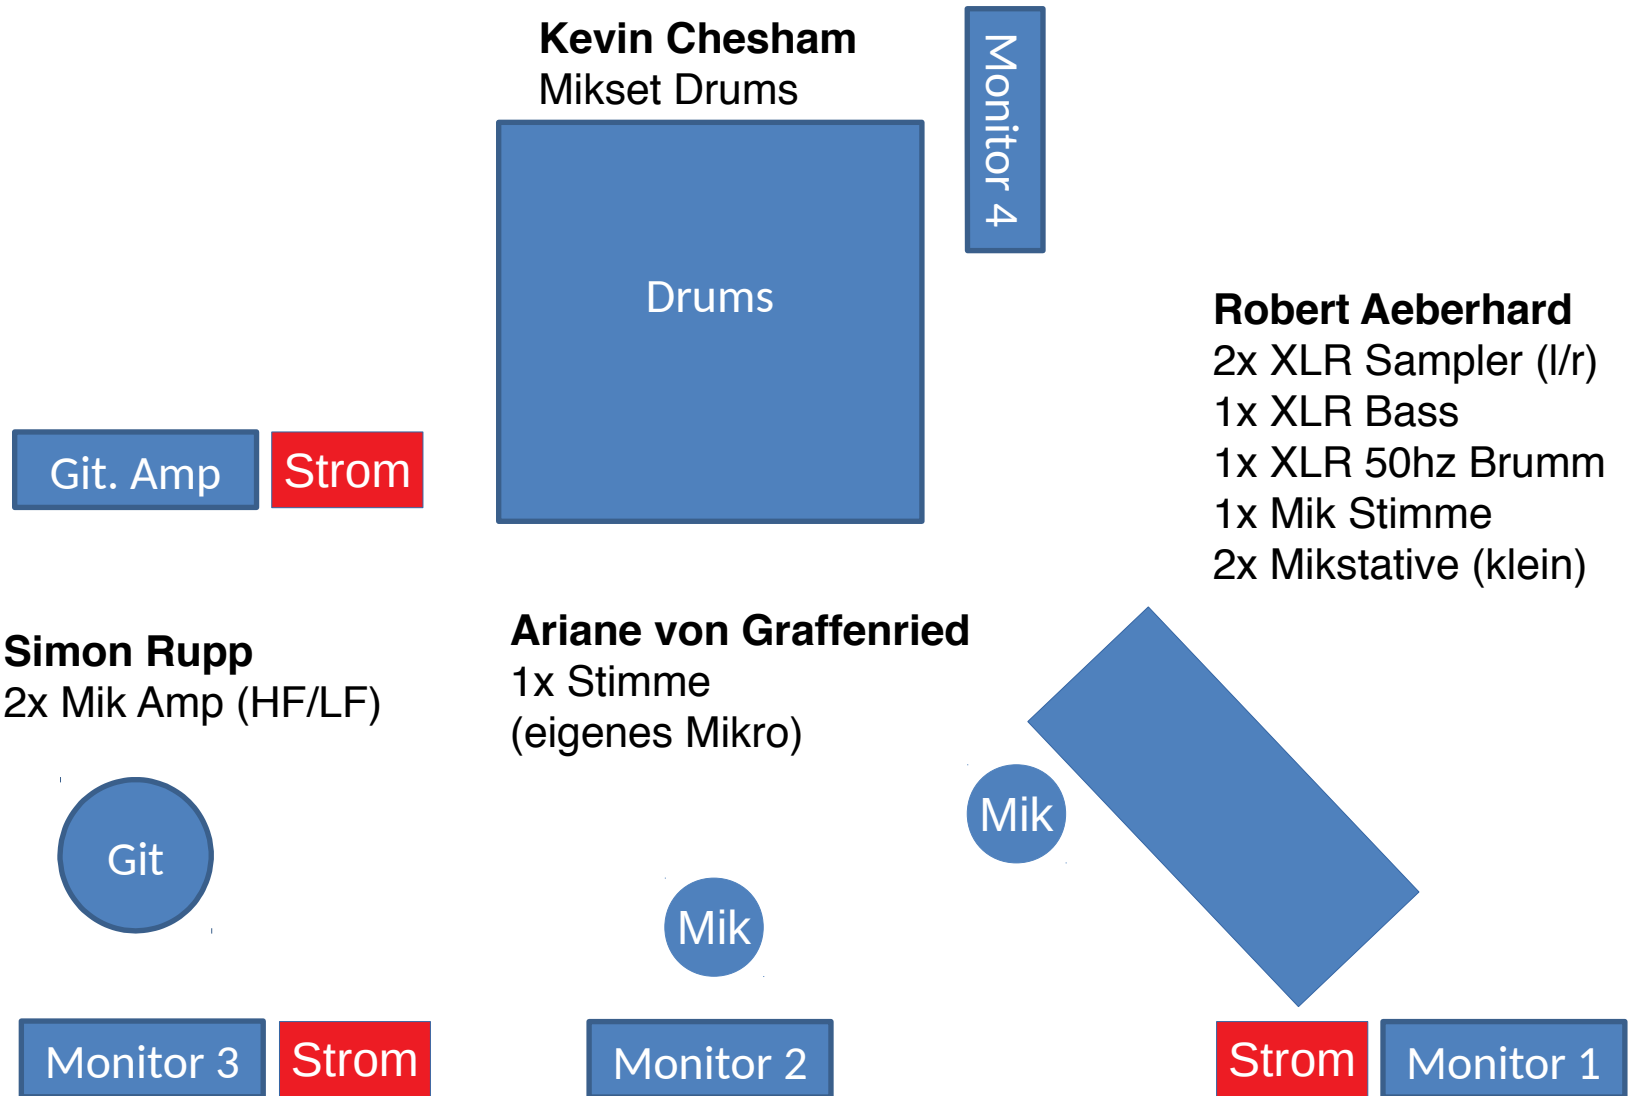 Kevin Chesham
Mikset Drums
Monitor 4
Drums
Robert Aeberhard
2x XLR Sampler (l/r)
1x XLR Bass
1x XLR 50hz Brumm
1x Mik Stimme
2x Mikstative (klein)
Git. Amp
Strom
Simon Rupp
2x Mik Amp (HF/LF)
Ariane von Graffenried
1x Stimme
(eigenes Mikro)
Mik
Git
Mik
Monitor 3
Strom
Monitor 2
Strom
Monitor 1